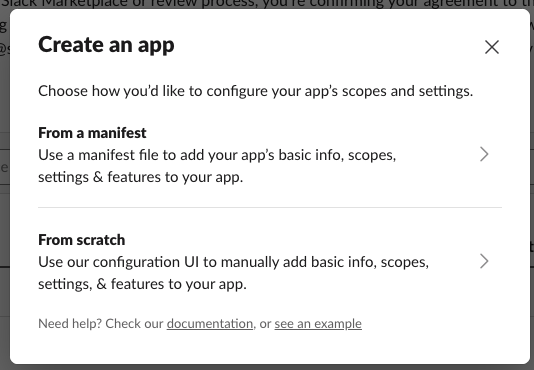 Slack Marketplace or review process, you're confirming your agreement to th
Create an app
Choose how you'd like to configure your app's scopes and settings.
From a manifest
Use a manifest file to add your app's basic info, scopes,
settings & features to your app.
From scratch
Use our configuration UI to manually add basic info, scopes,
settings, & features to your app.
Need help? Check our documentation, or see an example